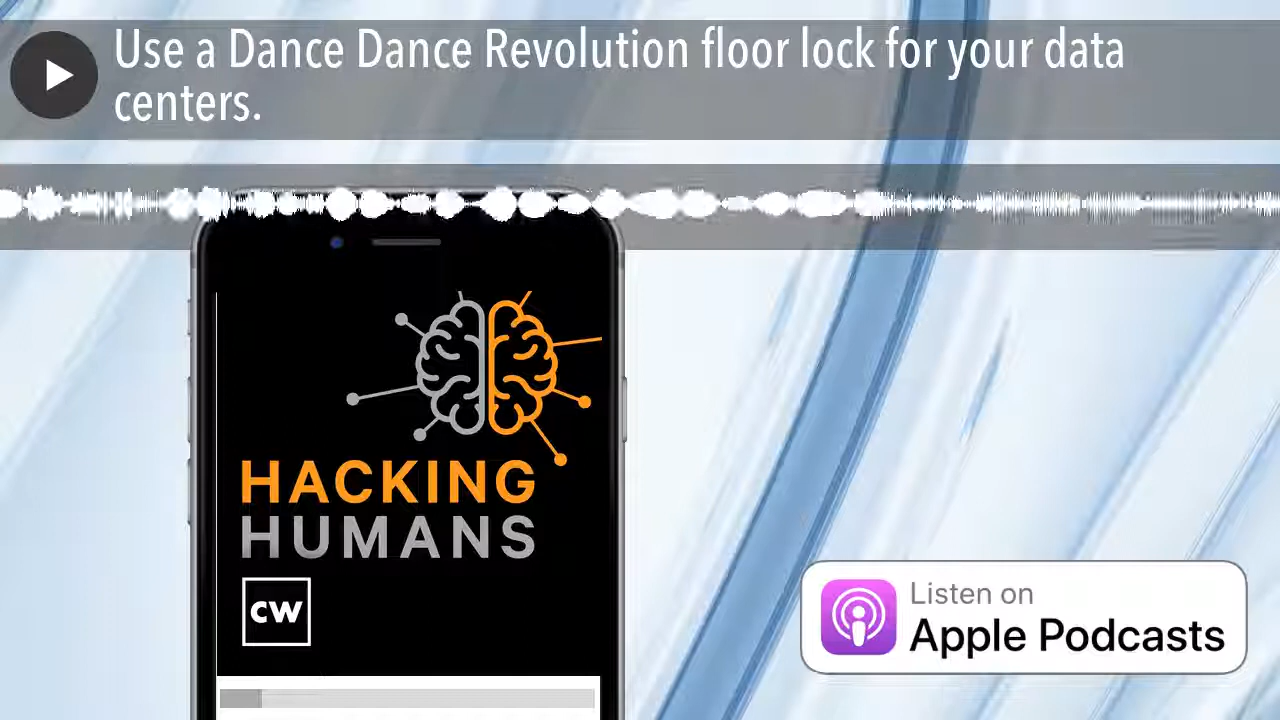 Use a Dance Dance Revolution floor lock for your data
centers.
HACKING
HUMANS
CW
Listen on
Apple Podcasts